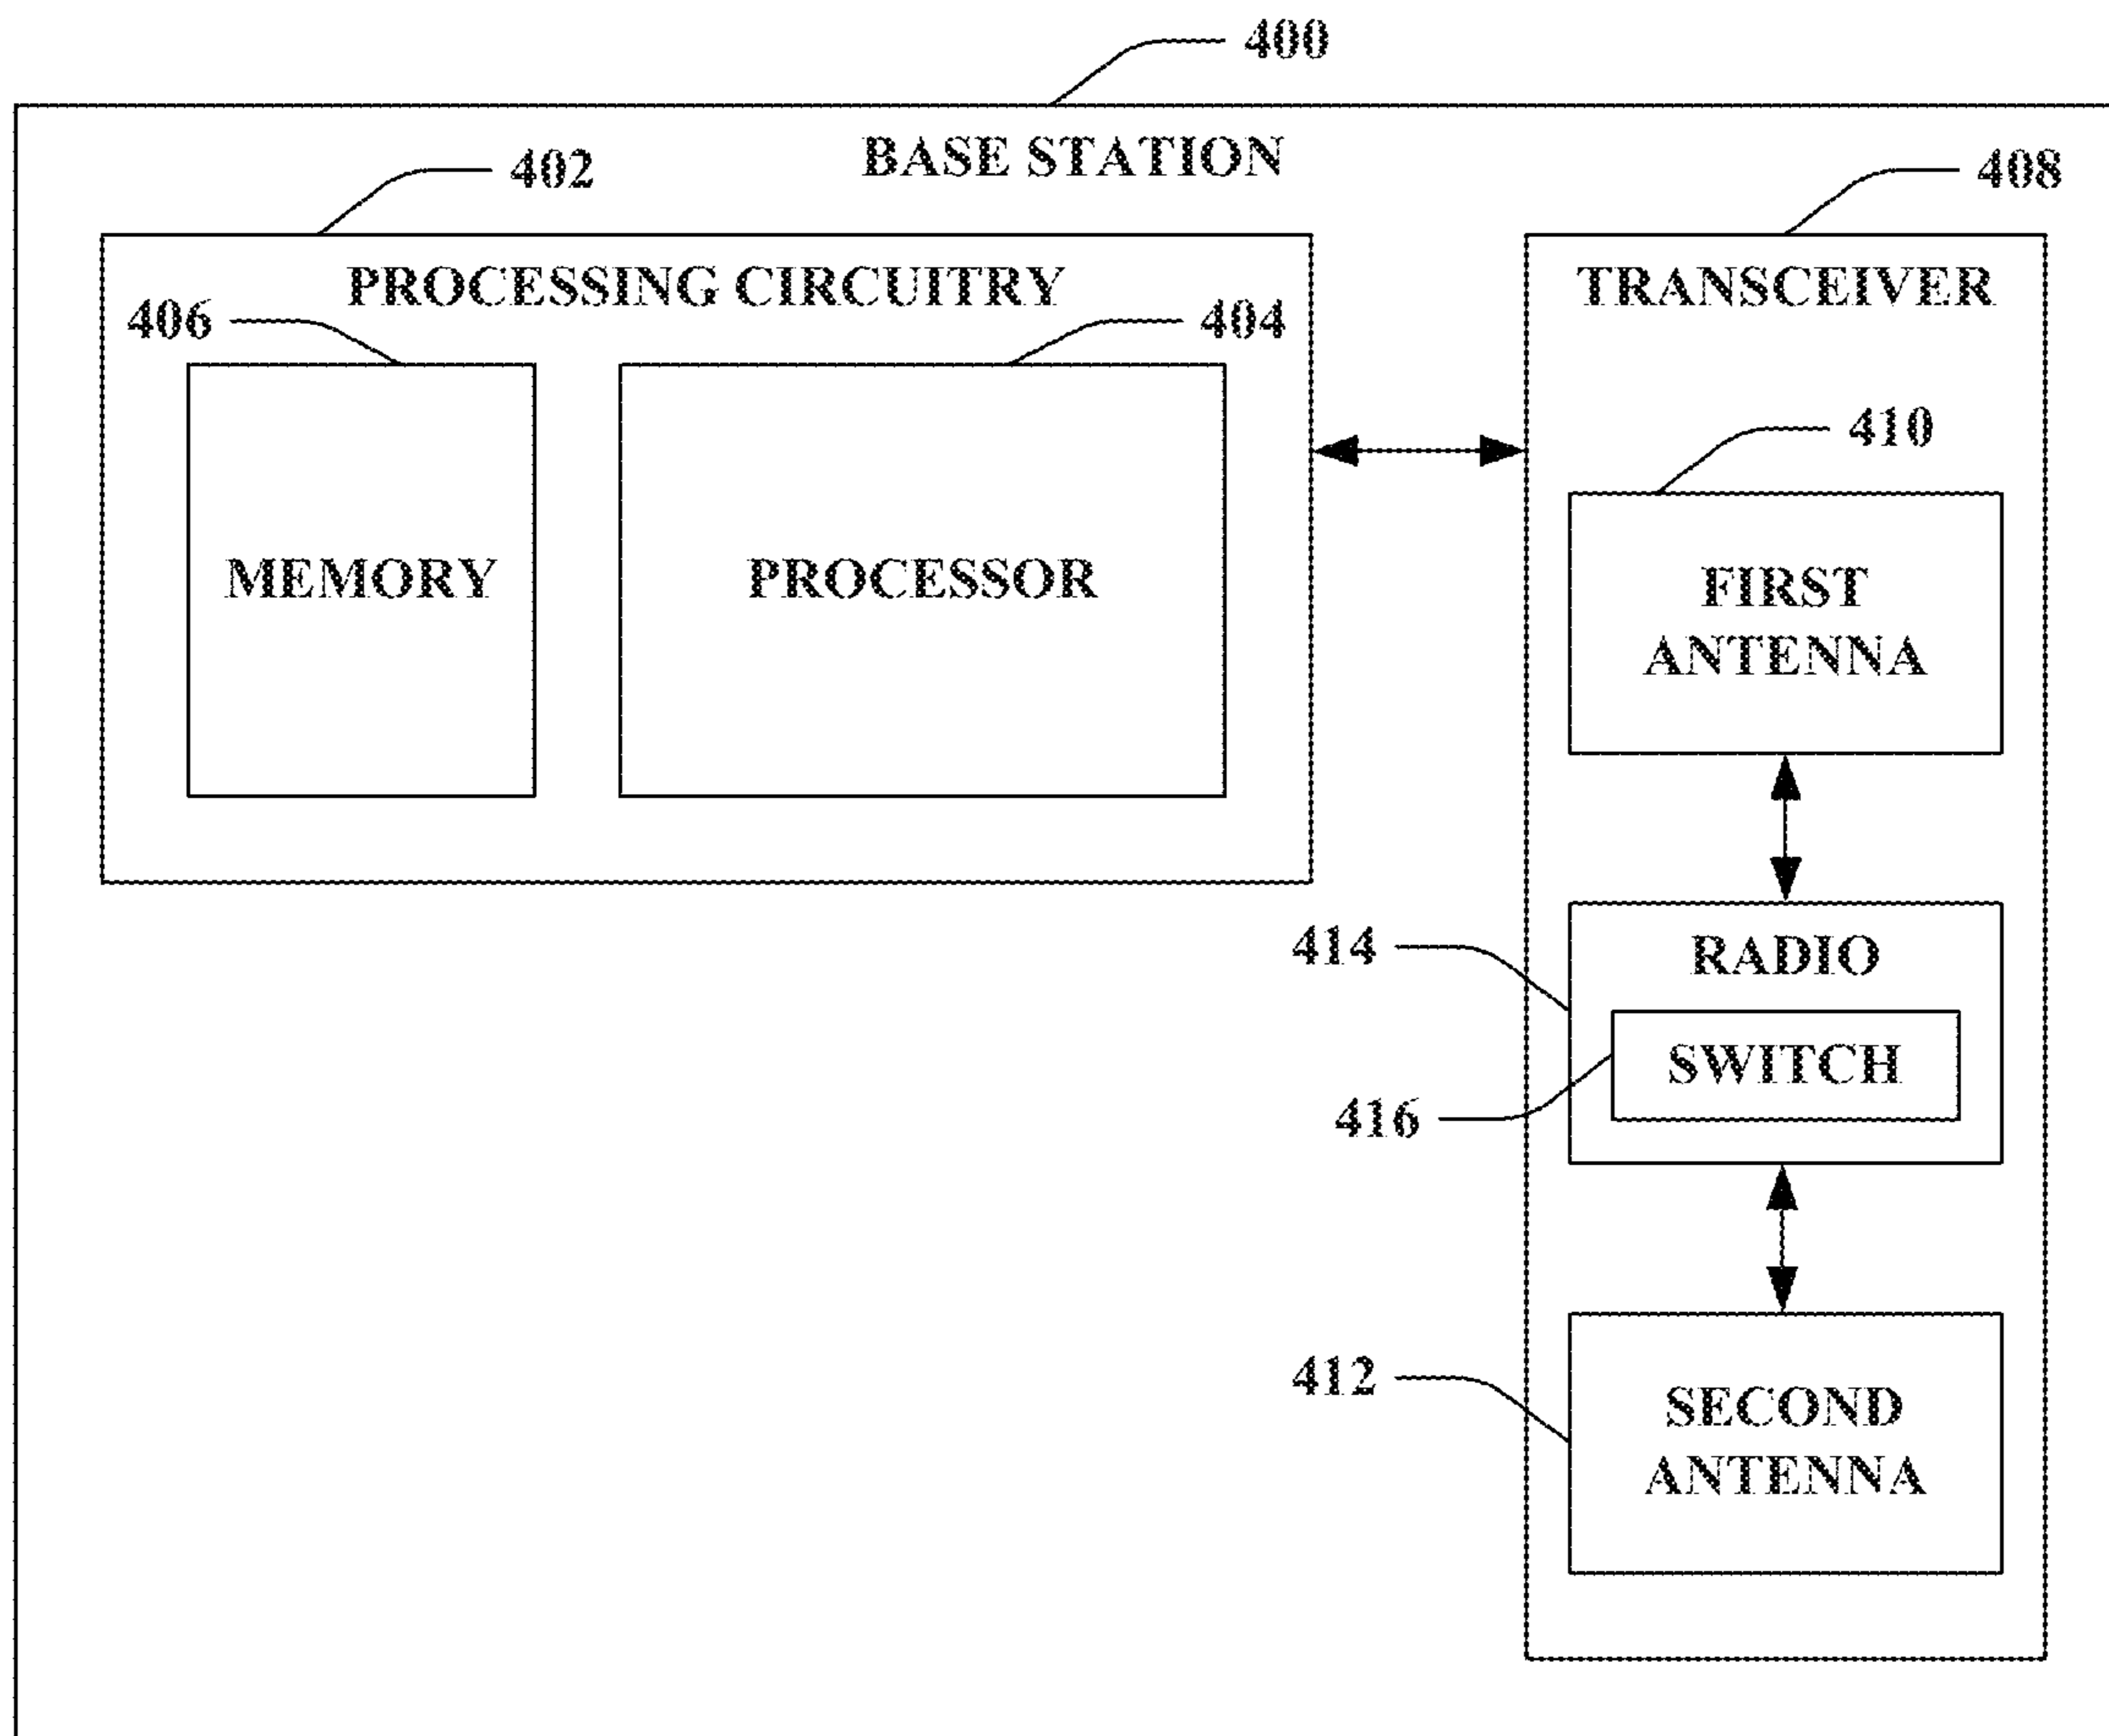 400
BASE STATION
402
408
PROCESSING CIRCUITRY
TRANSCEIVER
406
404
410
MEMORY
PROCESSOR
FIRST
ANTENNA
414
RADIO
SWITCH
416
412
SECOND
ANTENNA